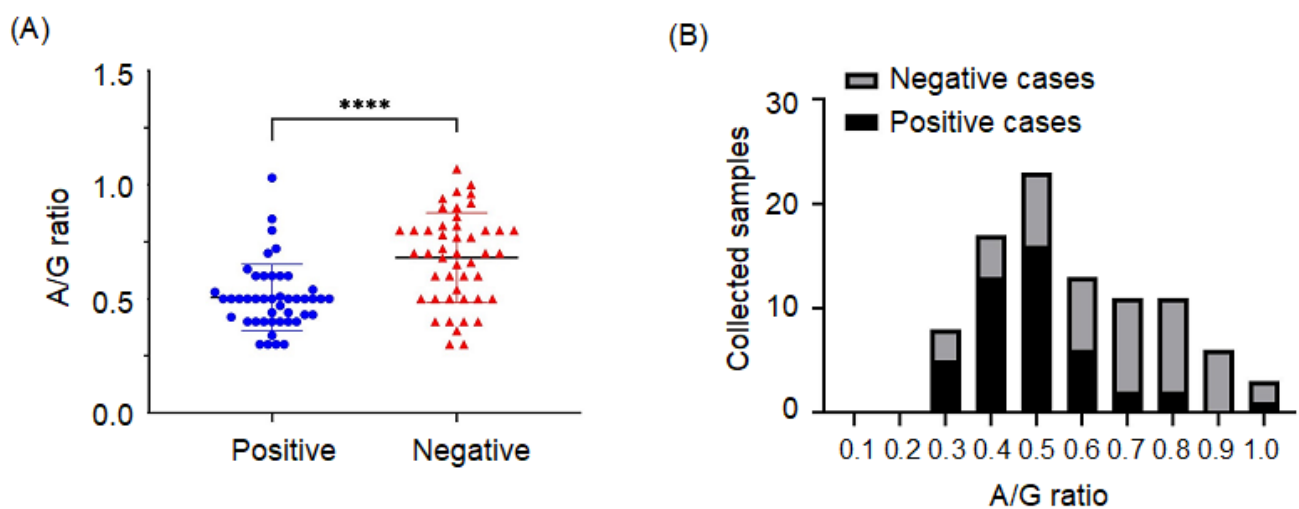 (A)
A/G ratio
1.5
1.0
0.5
0.0
****
Positive
Negative
(B)
Negative cases
Positive cases
Collected samples
30
20
10
0
0.1 0.2 0.3 0.4 0.5 0.6 0.7 0.8 0.9 1.0
A/G ratio